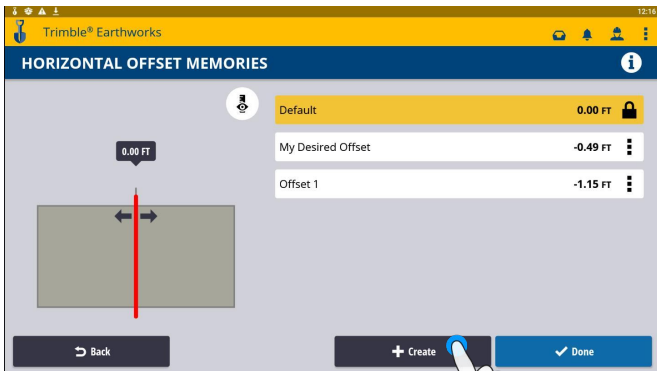 12:16
Trimble® Earthworks
HORIZONTAL OFFSET MEMORIES
i
Default 0.00 FT
0.00 FT
My Desired Offset -0.49 FT
Offset 1 -1.15 FT
Back
Create
Done